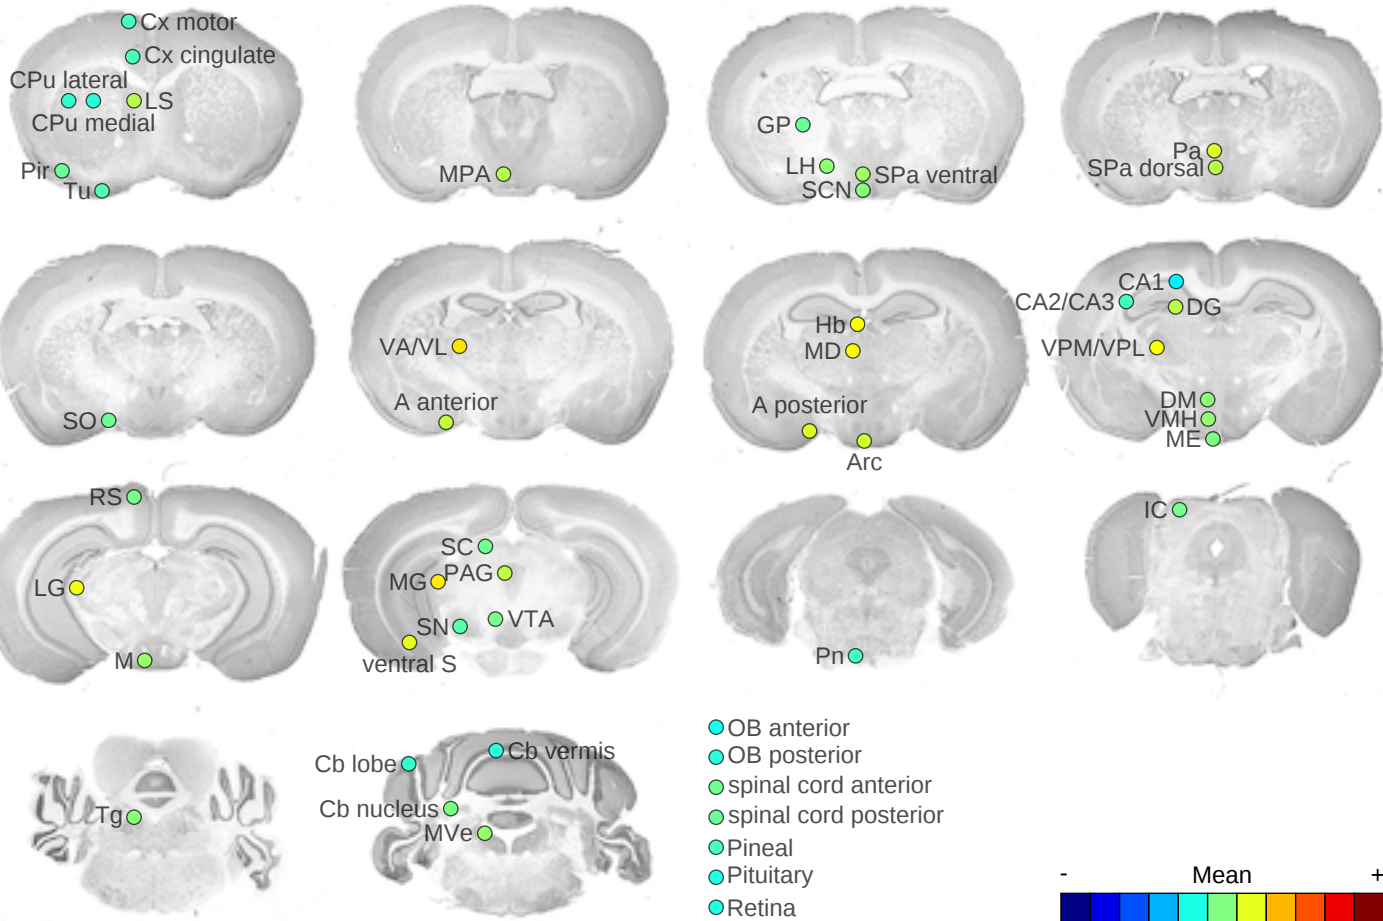 Cx motor
Cx cingulate
CPu lateral
LS
CPu medial
Pir
Tu
MPA
GP
LH
SPa ventral
SCN
Pa
SPa dorsal
SO
VA/VL
A anterior
Hb
MD
A posterior
Arc
CA1
CA2/CA3
DG
VPM/VPL
DM
VMH
ME
RS
LG
M
SC
PAG
MG
VTA
SN
ventral S
Pn
IC
Tg
Cb lobe
Cb vermis
Cb nucleus
MVe
OB anterior
OB posterior
spinal cord anterior
spinal cord posterior
Pineal
Pituitary
Retina
- Mean +